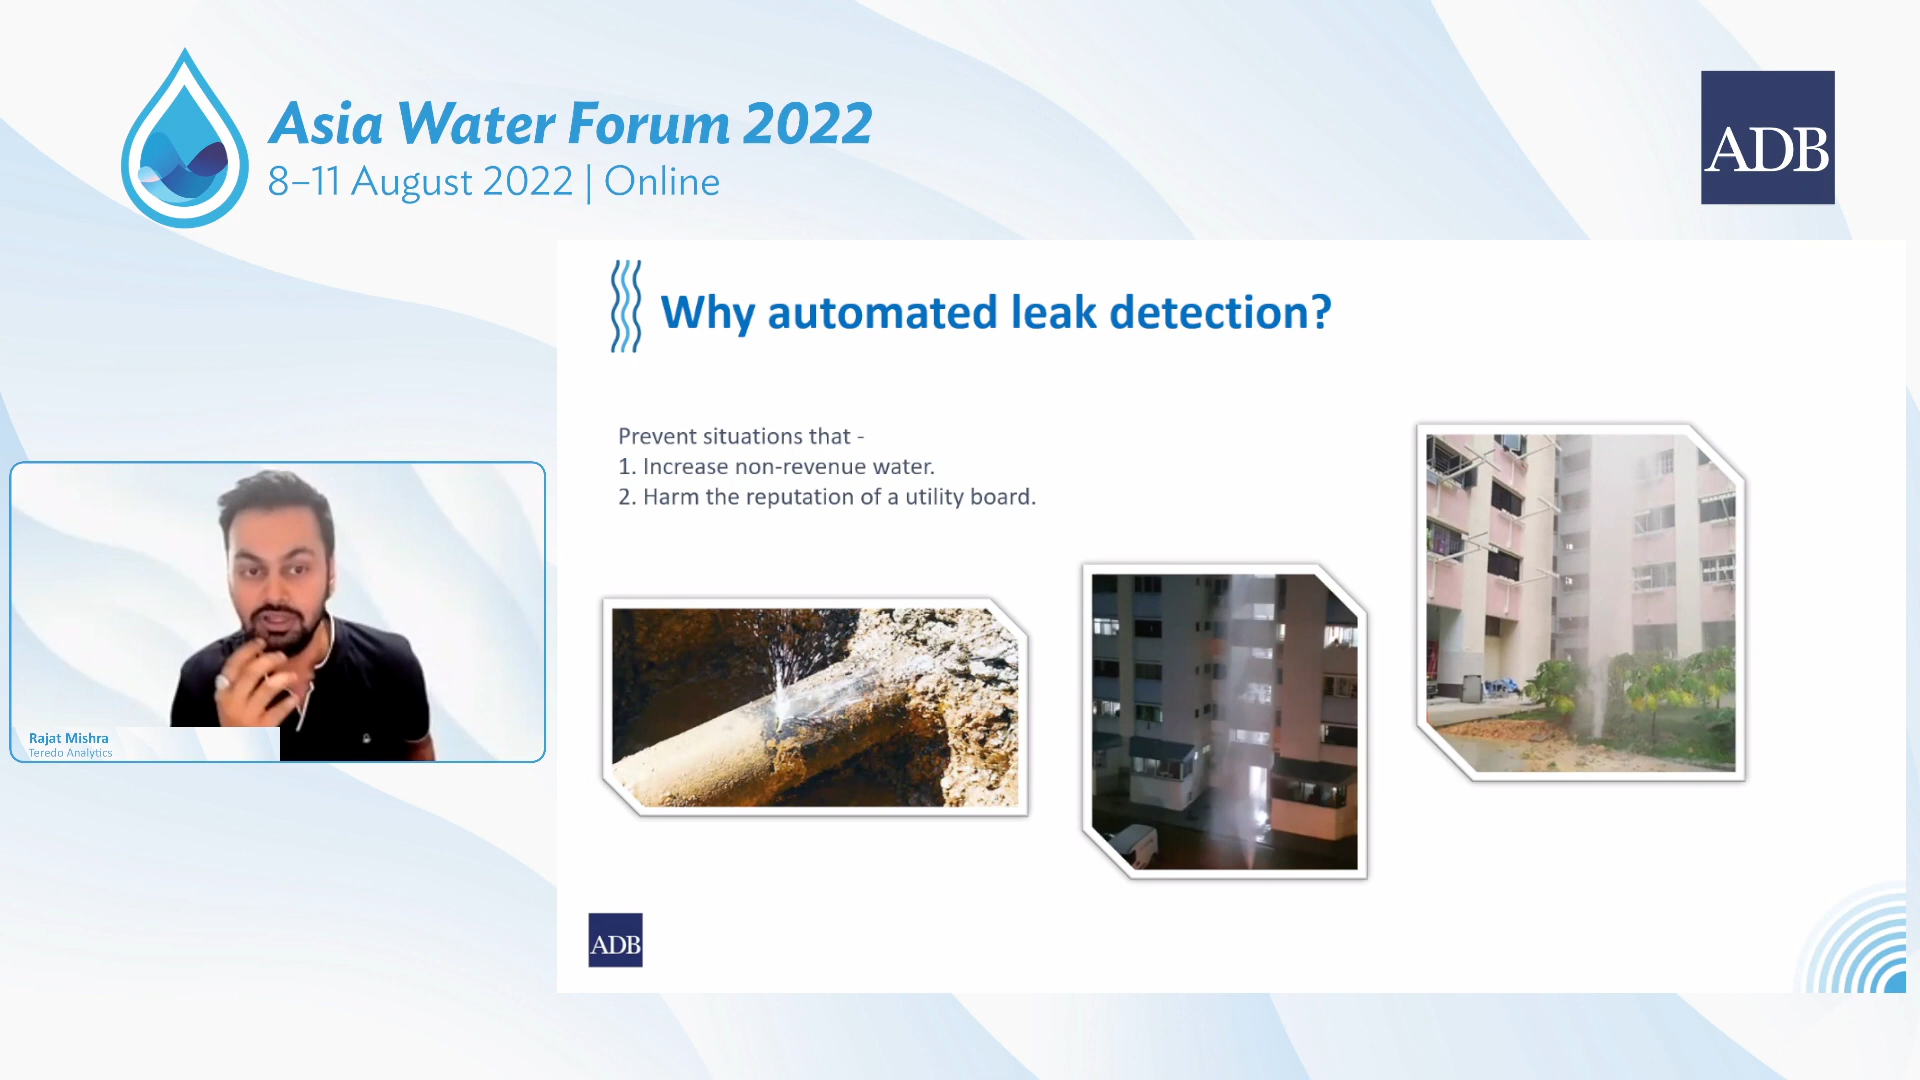 Asia Water Forum 2022
8–11 August 2022 | Online
ADB
Why automated leak detection?
Prevent situations that -
1. Increase non-revenue water.
2. Harm the reputation of a utility board.
Rajat Mishra
Teredo Analytics
ADB